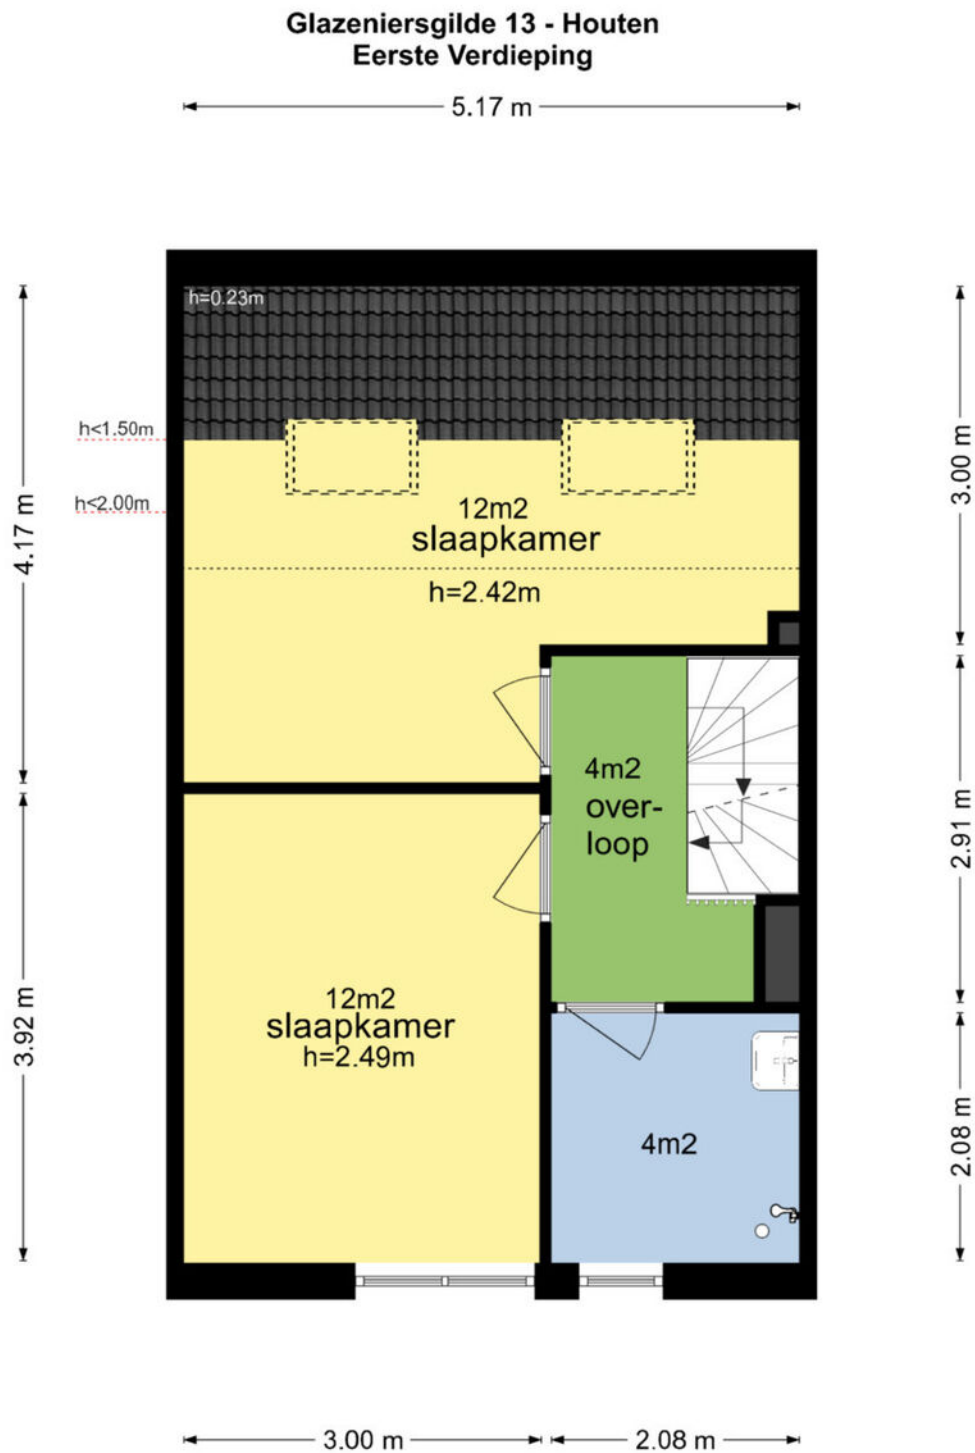 Glazeniersgilde 13 - Houten
Eerste Verdieping
5.17 m
h=0.23m
h<1.50m
h<2.00m
4.17 m
3.00 m
12m2
slaapkamer
h=2.42m
4m2
over-
loop
2.91 m
12m2
slaapkamer
h=2.49m
3.92 m
4m2
2.08 m
3.00 m
2.08 m